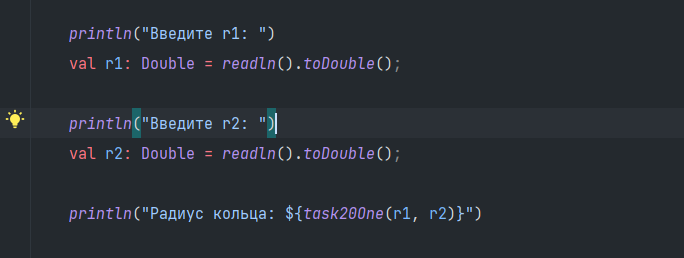 println("Введите r1: ")
val r1: Double = readln().toDouble();
println("Введите r2: ")
val r2: Double = readln().toDouble();
println("Радиус кольца: ${task20One(r1, r2)}")